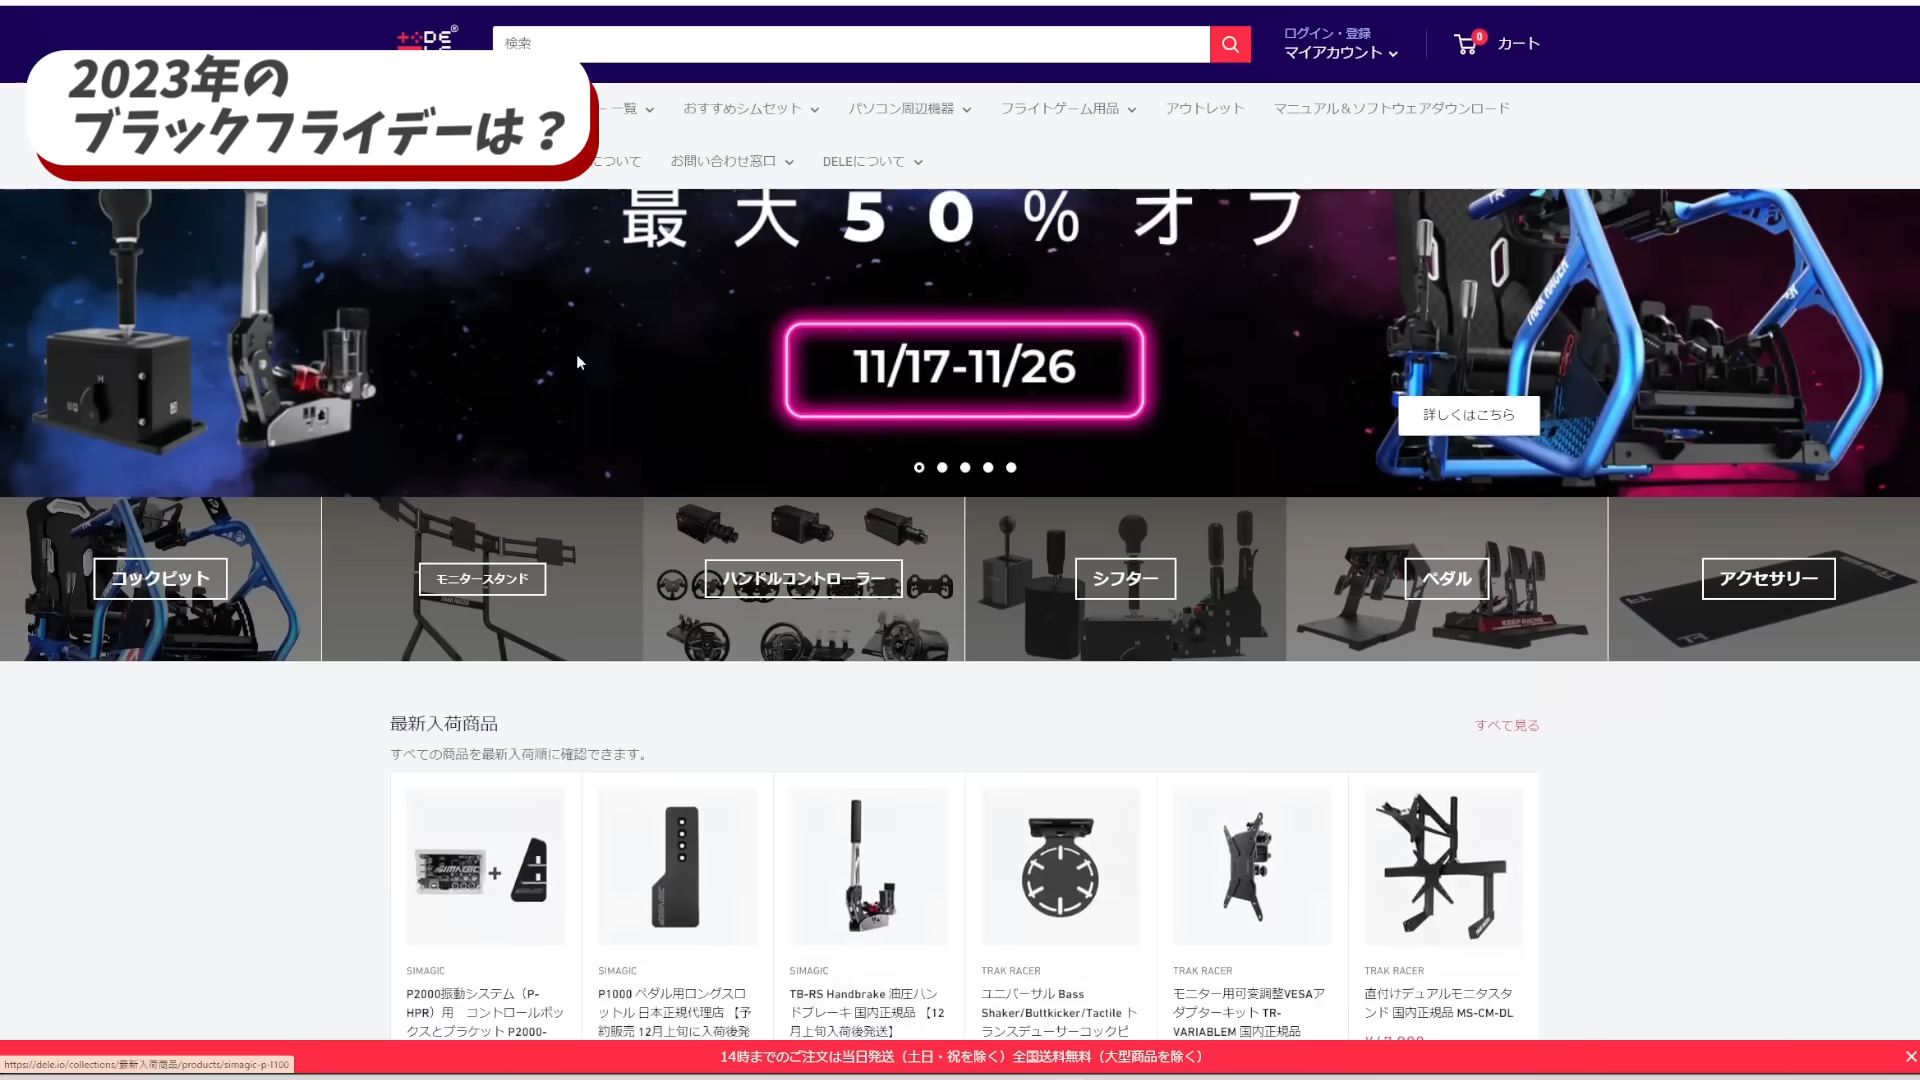 DE
検索
ログイン・登録
マイアカウント
0
カート
2023年の
ブラックフライデーは？
一覧
おすすめシムセット
パソコン周辺機器
フライトゲーム用品
アウトレット
マニュアル＆ソフトウェアダウンロード
について
お問い合わせ窓口
DELEについて
最大50%オフ
11/17-11/26
TRAK RACER
詳しくはこちら
コックピット
モニタースタンド
ハンドルコントローラー
シフター
ペダル
アクセサリー
KEEP RACING
最新入荷商品
すべて見る
すべての商品を最新入荷順に確認できます。
SIMAGIC
P2000振動システム（P-
HPR）用　コントロールボッ
クスとブラケット P2000-
SIMAGIC
P1000 ペダル用ロングスロ
ットル 日本正規代理店 【予
約販売 12月上旬に入荷後発
SIMAGIC
TB-RS Handbrake 油圧ハン
ドブレーキ 国内正規品 【12
月上旬入荷後発送】
TRAK RACER
ユニバーサル Bass
Shaker/Buttkicker/Tactile ト
ランスデューサーコックピ
TRAK RACER
モニター用可変調整VESAア
ダプターキット TR-
VARIABLEM 国内正規品
TRAK RACER
直付けデュアルモニタスタ
ンド 国内正規品 MS-CM-DL
14時までのご注文は当日発送（土日・祝を除く）全国送料無料（大型商品を除く）
https://dele.io/collections/最新入荷商品/products/simagic-p-l100